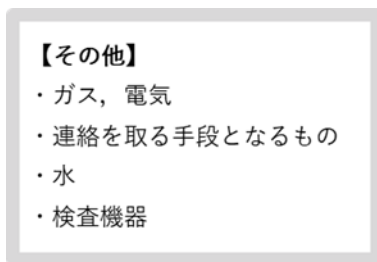 【その他】
・ガス，電気
・連絡を取る手段となるもの
・水
・検査機器